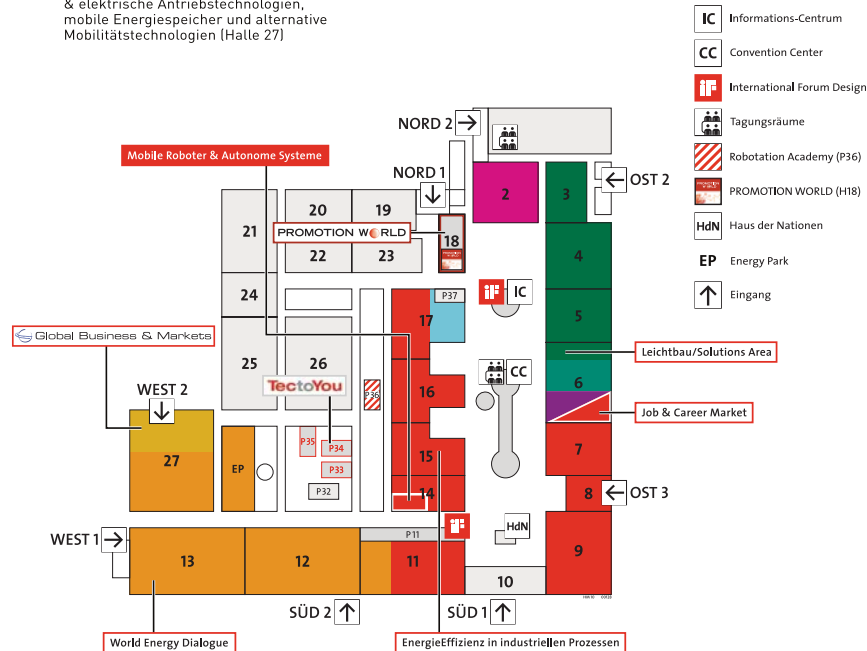 & elektrische Antriebstechnologien,
mobile Energiespeicher und alternative
Mobilitätstechnologien (Halle 27)
IC Informations-Centrum
CC Convention Center
iF International Forum Design
Tagungsräume
Robotation Academy (P36)
PROMOTION WORLD (H18)
HdN Haus der Nationen
EP Energy Park
Eingang
NORD 2
Mobile Roboter & Autonome Systeme
NORD 1
OST 2
2
3
20
19
21
PROMOTION WORLD
18
22
23
4
24
P37
iF
IC
17
5
Global Business & Markets
25
26
Leichtbau/Solutions Area
TectoYou
CC
6
WEST 2
P36
16
Job & Career Market
P35
P34
27
EP
P33
15
7
P32
14
8
OST 3
iF
HdN
WEST 1
P11
13
12
11
9
10
SÜD 2
SÜD 1
World Energy Dialogue
EnergieEffizienz in industriellen Prozessen